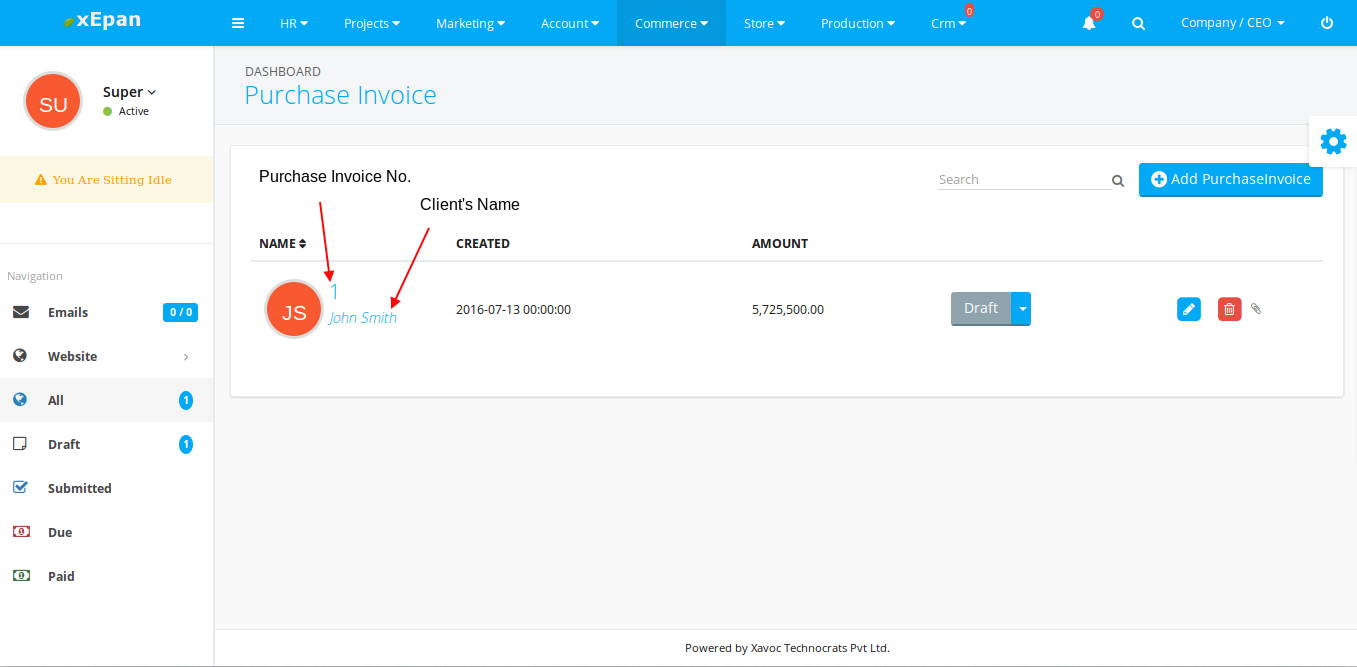 xEpan
HR
Projects
Marketing
Account
Commerce
Store
Production
Crm
0
0
Company / CEO
SU
Super
Active
You Are Sitting Idle
Navigation
Emails
0 / 0
Website
All
1
Draft
1
Submitted
Due
Paid
DASHBOARD
Purchase Invoice
Purchase Invoice No.
Client's Name
Search
Add PurchaseInvoice
NAME
CREATED
AMOUNT
JS
1
John Smith
2016-07-13 00:00:00
5,725,500.00
Draft
Powered by Xavoc Technocrats Pvt Ltd.